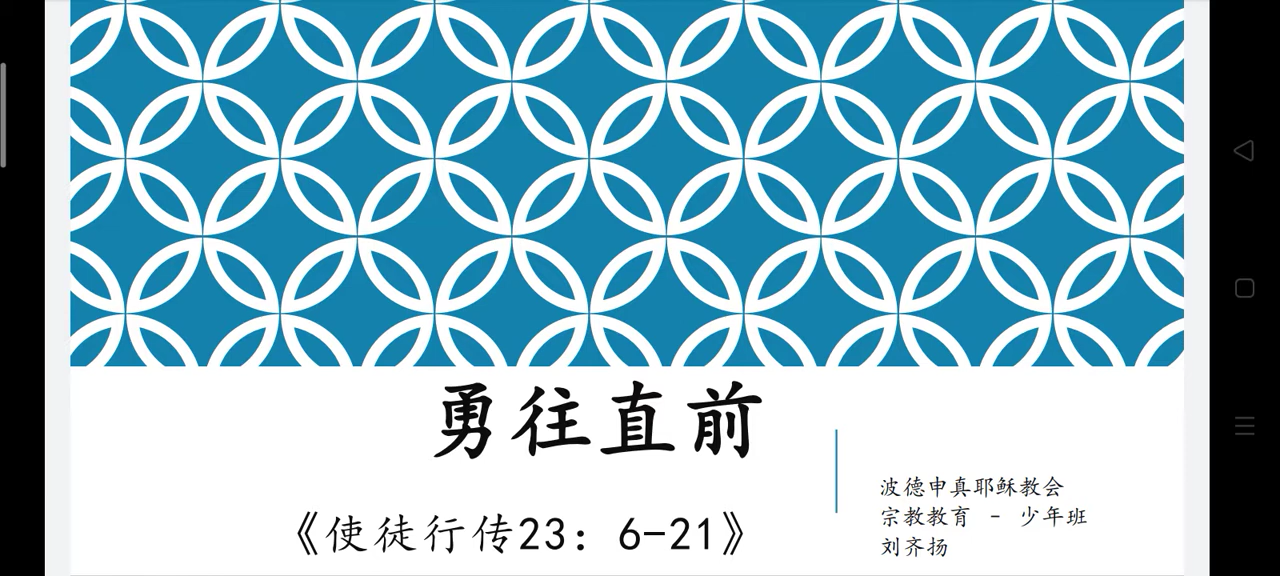 勇往直前
《使徒行传23：6-21》
波德申真耶稣教会
宗教教育 - 少年班
刘齐扬